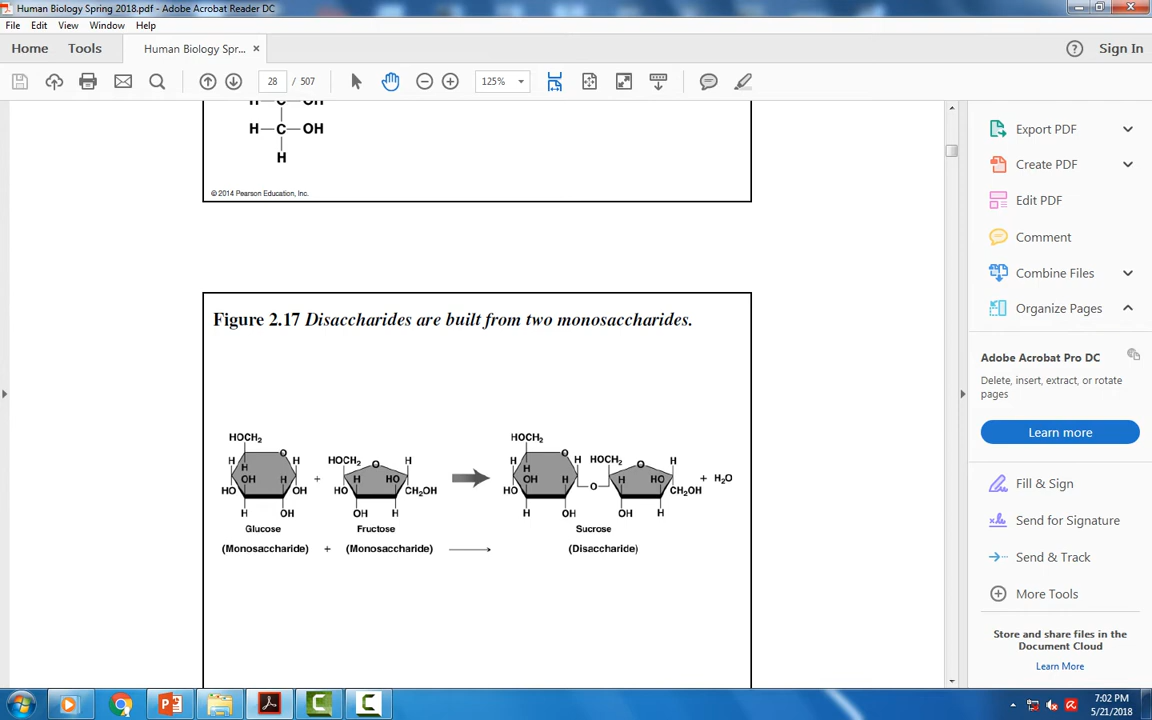 Human Biology Spring 2018.pdf - Adobe Acrobat Reader DC
File Edit View Window Help
Home Tools Human Biology Spr... × Sign In
28 / 507 125%
H C OH
H C OH
H
© 2014 Pearson Education, Inc.
Figure 2.17 Disaccharides are built from two monosaccharides.
HOCH2 O H H H OH H HO OH H OH
+
HOCH2 O H H HO HO CH2OH OH H
HOCH2 O H H H OH H HO H OH
O
HOCH2 O H H HO CH2OH OH H
+ H2O
Glucose Fructose Sucrose
(Monosaccharide) + (Monosaccharide) (Disaccharide)
Export PDF
Create PDF
Edit PDF
Comment
Combine Files
Organize Pages
Adobe Acrobat Pro DC
Delete, insert, extract, or rotate
pages
Learn more
Fill & Sign
Send for Signature
Send & Track
More Tools
Store and share files in the
Document Cloud
Learn More
7:02 PM
5/21/2018